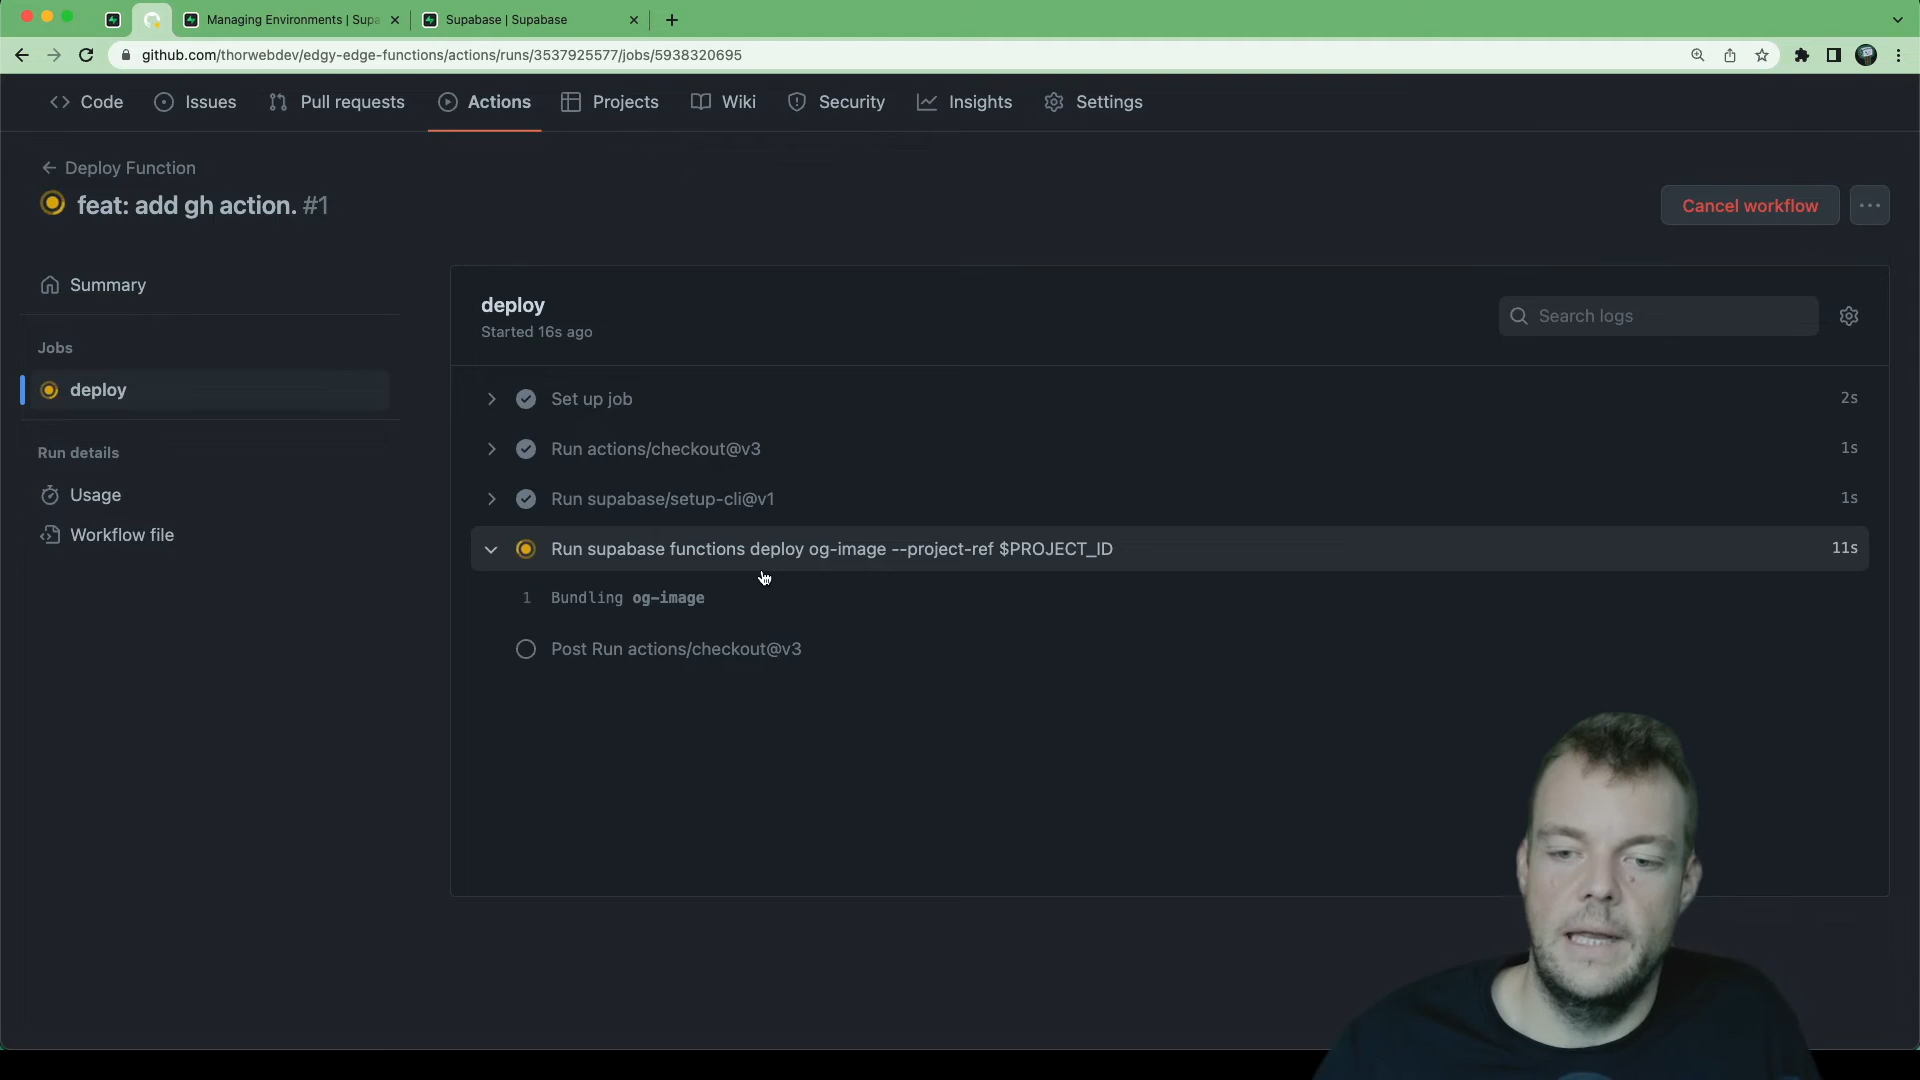 Managing Environments | Supa
Supabase | Supabase
github.com/thorwebdev/edgy-edge-functions/actions/runs/3537925577/jobs/5938320695
Code
Issues
Pull requests
Actions
Projects
Wiki
Security
Insights
Settings
Deploy Function
feat: add gh action. #1
Cancel workflow
Summary
Jobs
deploy
Run details
Usage
Workflow file
deploy
Started 16s ago
Search logs
Set up job 2s
Run actions/checkout@v3 1s
Run supabase/setup-cli@v1 1s
Run supabase functions deploy og-image --project-ref $PROJECT_ID 11s
1 Bundling og-image
Post Run actions/checkout@v3